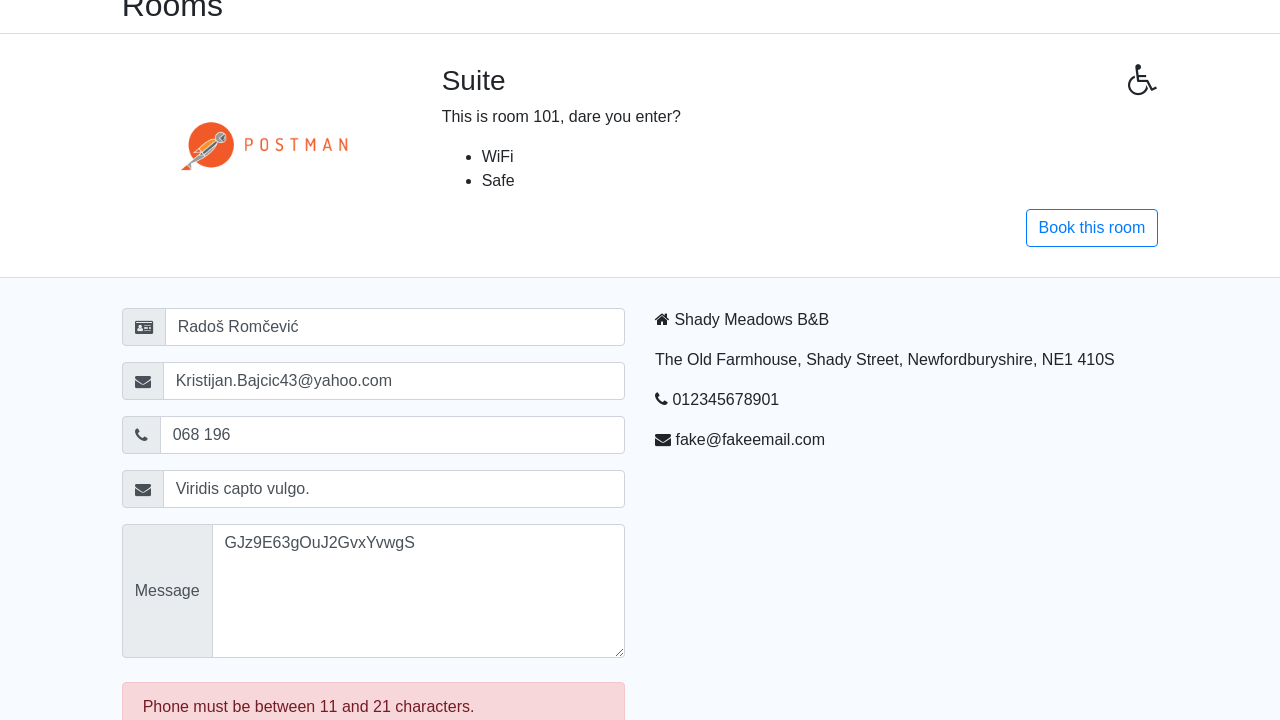 Rooms
POSTMAN
Suite
This is room 101, dare you enter?
WiFi
Safe
Book this room
Radoš Romčević
Kristijan.Bajcic43@yahoo.com
068 196
Viridis capto vulgo.
Message
GJz9E63gOuJ2GvxYvwgS
Phone must be between 11 and 21 characters.
Shady Meadows B&B
The Old Farmhouse, Shady Street, Newfordburyshire, NE1 410S
012345678901
fake@fakeemail.com